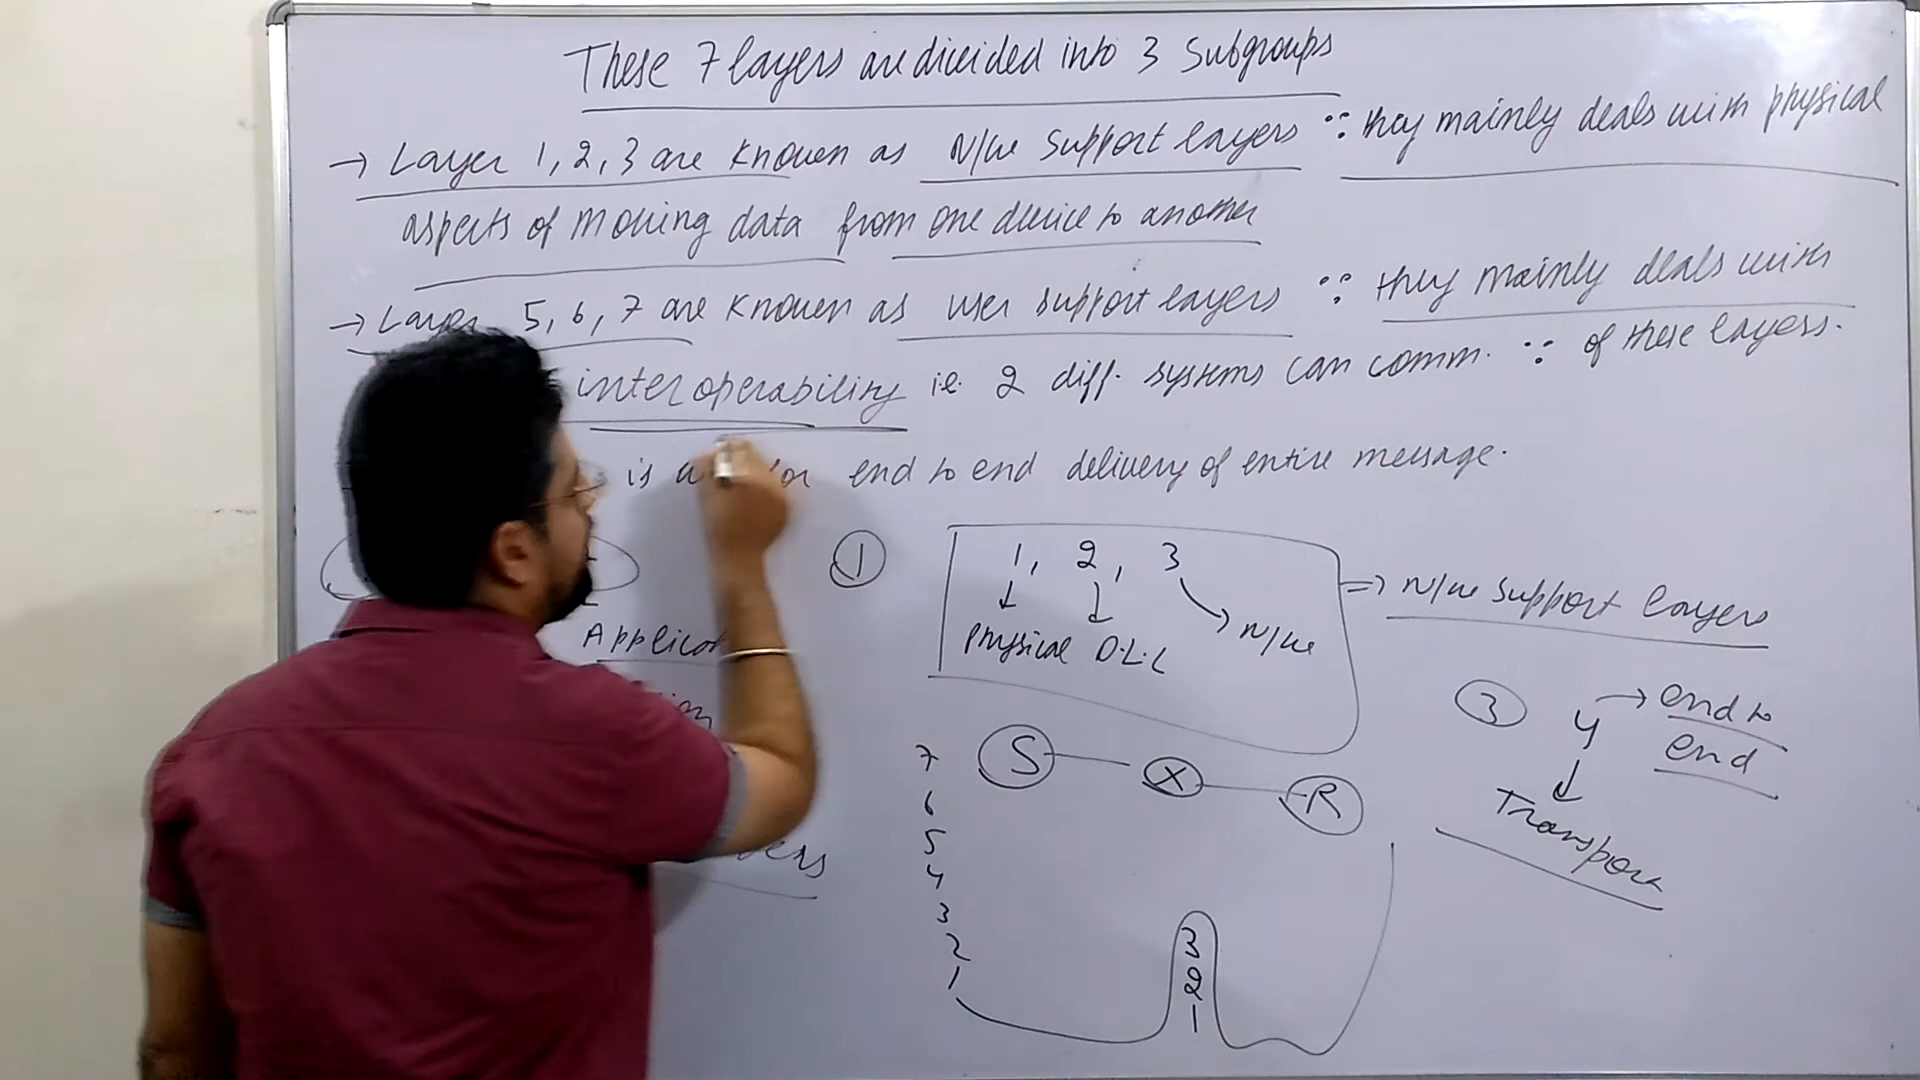 These 7 layers are divided into 3 subgroups
→ Layer 1, 2, 3 are known as N/w support layers ∵ they mainly deals with physical
aspects of moving data from one device to another
→ Layer 5, 6, 7 are known as user support layers ∵ they mainly deals with
interoperability i.e. 2 diff. systems can comm. ∵ of these layers.
is end to end delivery of entire message.
①
1, 2, 3
Physical D.L.L N/w
⇒ N/w support layers
③ 4 → end to
end
Transport
S X R
7
6
5
4
3
2
1
3
2
1